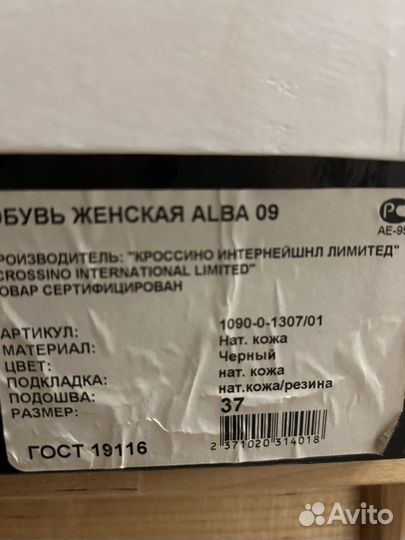 ОБУВЬ ЖЕНСКАЯ ALBA 09
АЕ-95
РОИЗВОДИТЕЛЬ: "КРОССИНО ИНТЕРНЕЙШНЛ ЛИМИТЕД"
CROSSINO INTERNATIONAL LIMITED"
ОВАР СЕРТИФИЦИРОВАН
АРТИКУЛ: 1090-0-1307/01
МАТЕРИАЛ: Нат. кожа
ЦВЕТ: Черный
ПОДКЛАДКА: нат. кожа
ПОДОШВА: нат.кожа/резина
РАЗМЕР: 37
ГОСТ 19116
2 371020 314018
Avito